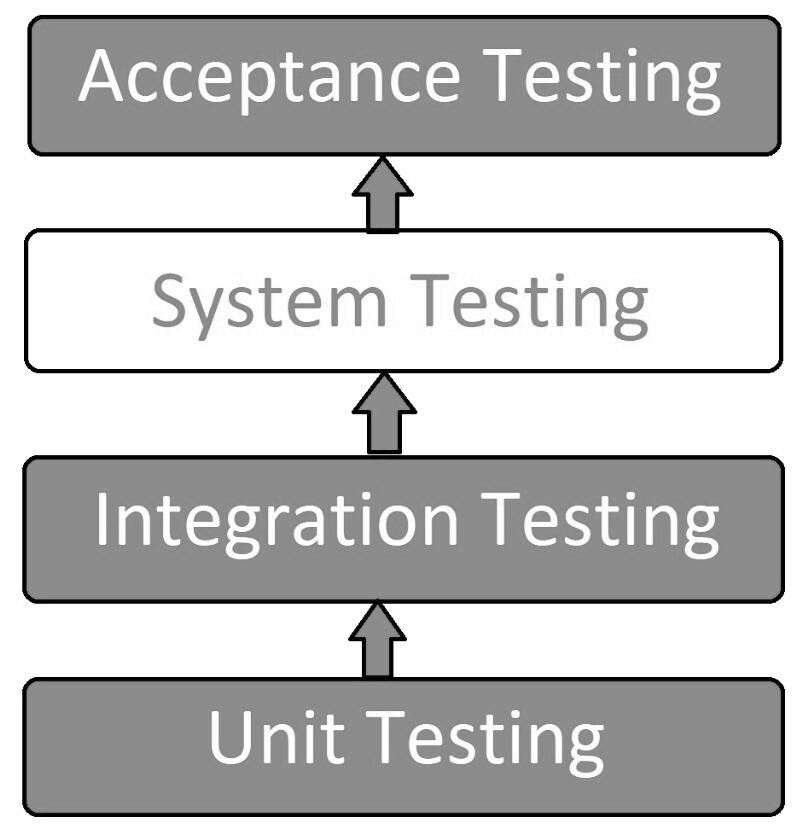 Acceptance Testing
System Testing
Integration Testing
Unit Testing